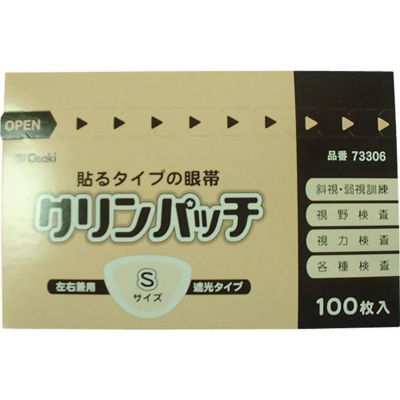 OPEN
Osaki
品番 73306
貼るタイプの眼帯
クリンパッチ
左右兼用
S
サイズ
遮光タイプ
斜視・弱視訓練
視野検査
視力検査
各種検査
100枚入